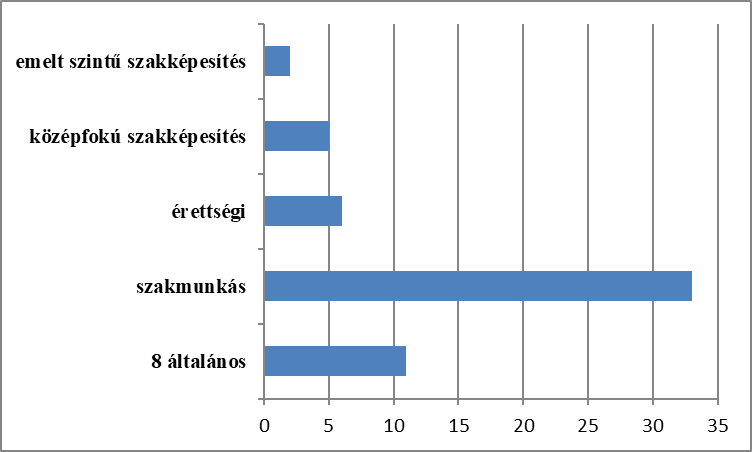 emelt szintű szakképesítés
középfokú szakképesítés
érettségi
szakmunkás
8 általános
0 5 10 15 20 25 30 35